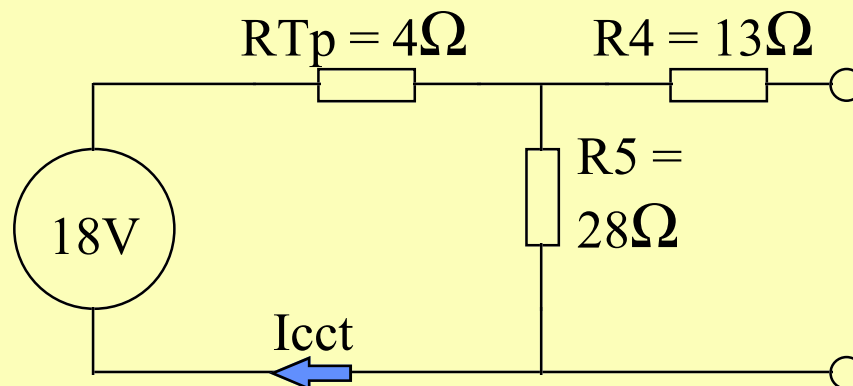 RTp = 4Ω
R4 = 13Ω
R5 =
28Ω
18V
Icct